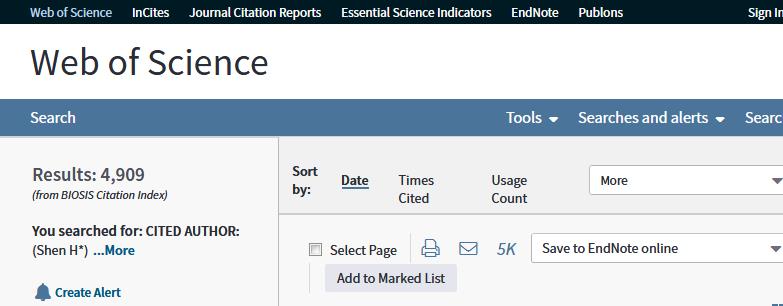 Web of Science InCites Journal Citation Reports Essential Science Indicators EndNote Publons Sign In
Web of Science
Search Tools Searches and alerts
Results: 4,909
(from BIOSIS Citation Index)
You searched for: CITED AUTHOR:
(Shen H*) ...More
Create Alert
Sort
by:
Date
Times
Cited
Usage
Count
More
Select Page
5K
Save to EndNote online
Add to Marked List